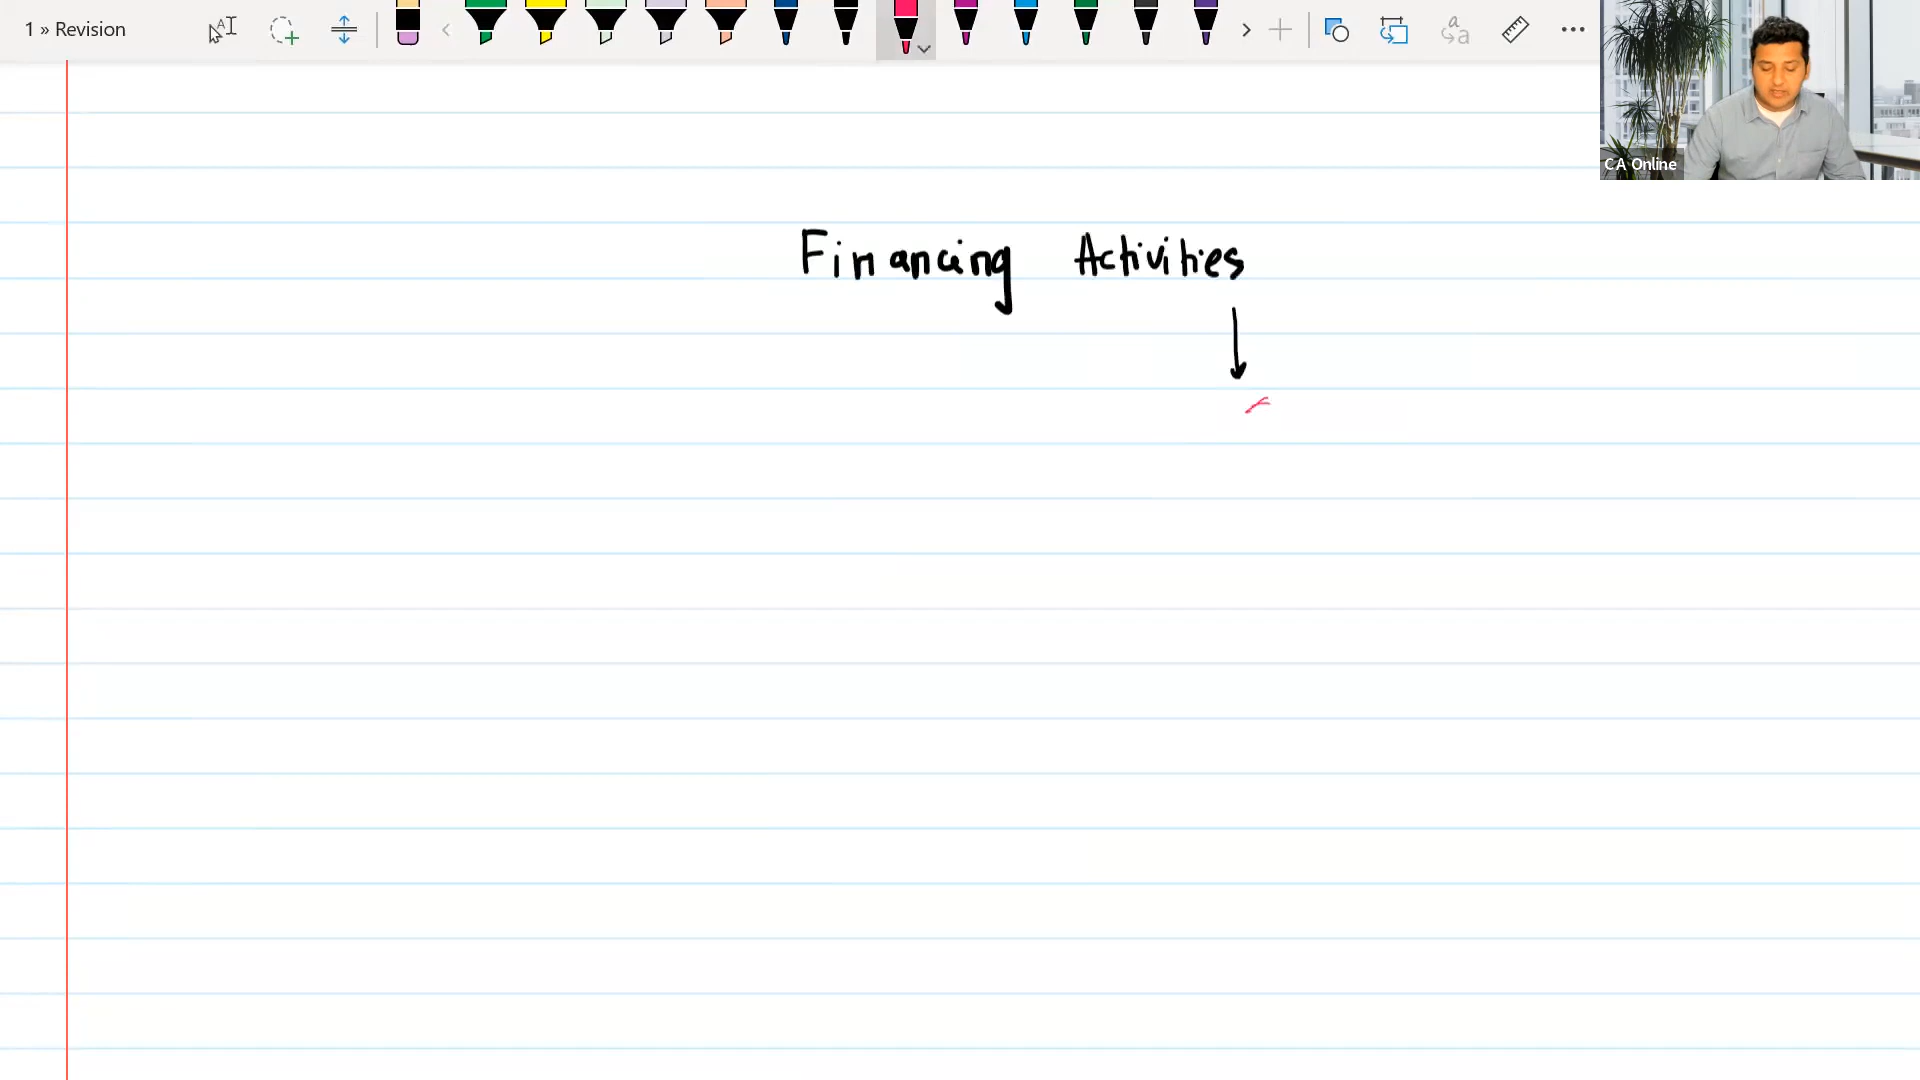 1 » Revision
Financing Activities
CA Online